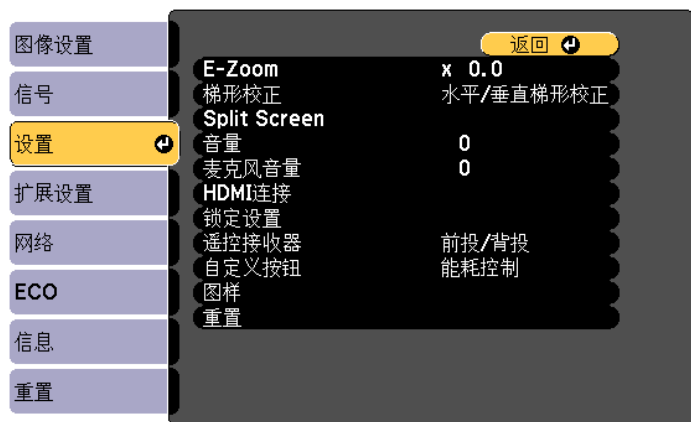 图像设置
信号
设置
扩展设置
网络
ECO
信息
重置
返回
E-Zoom x 0.0
梯形校正 水平/垂直梯形校正
Split Screen
音量 0
麦克风音量 0
HDMI连接
锁定设置
遥控接收器 前投/背投
自定义按钮 能耗控制
图样
重置